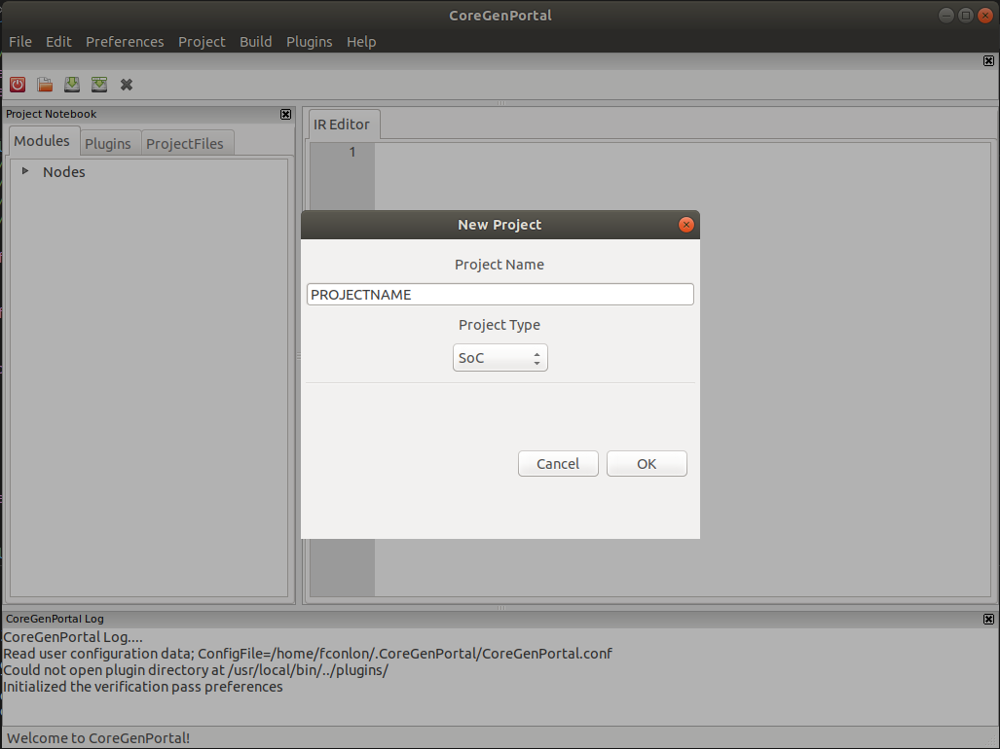 CoreGenPortal
File Edit Preferences Project Build Plugins Help
Project Notebook
Modules Plugins ProjectFiles
Nodes
IR Editor
1
New Project
Project Name
PROJECTNAME
Project Type
SoC
Cancel OK
CoreGenPortal Log
CoreGenPortal Log....
Read user configuration data; ConfigFile=/home/fconlon/.CoreGenPortal/CoreGenPortal.conf
Could not open plugin directory at /usr/local/bin/../plugins/
Initialized the verification pass preferences
Welcome to CoreGenPortal!